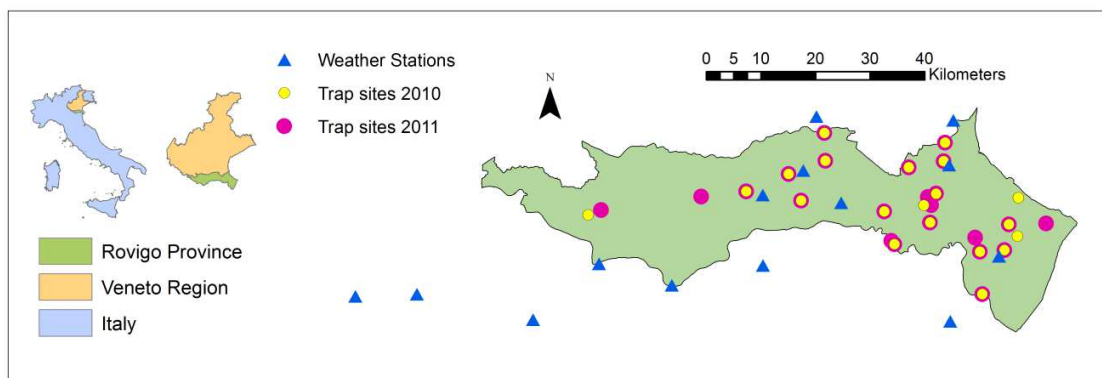 Weather Stations
Trap sites 2010
Trap sites 2011
N
0 5 10 20 30 40
Kilometers
Rovigo Province
Veneto Region
Italy